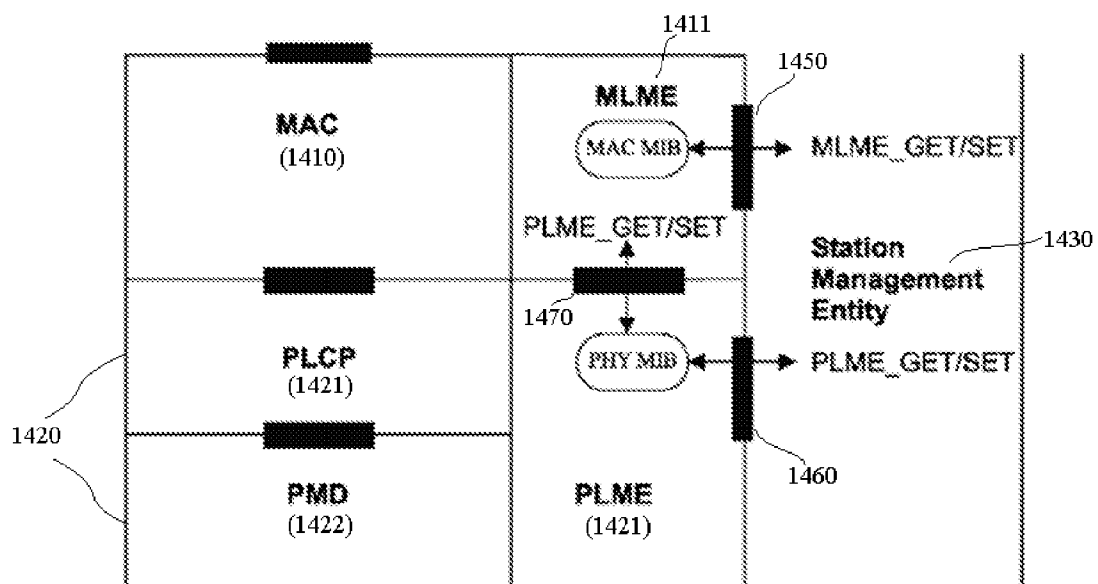 1411
1450
MLME
MAC
(1410)
MAC MIB
MLME_GET/SET
PLME_GET/SET
1430
Station
Management
Entity
1470
PLCP
(1421)
PHY MIB
PLME_GET/SET
1420
1460
PMD
(1422)
PLME
(1421)